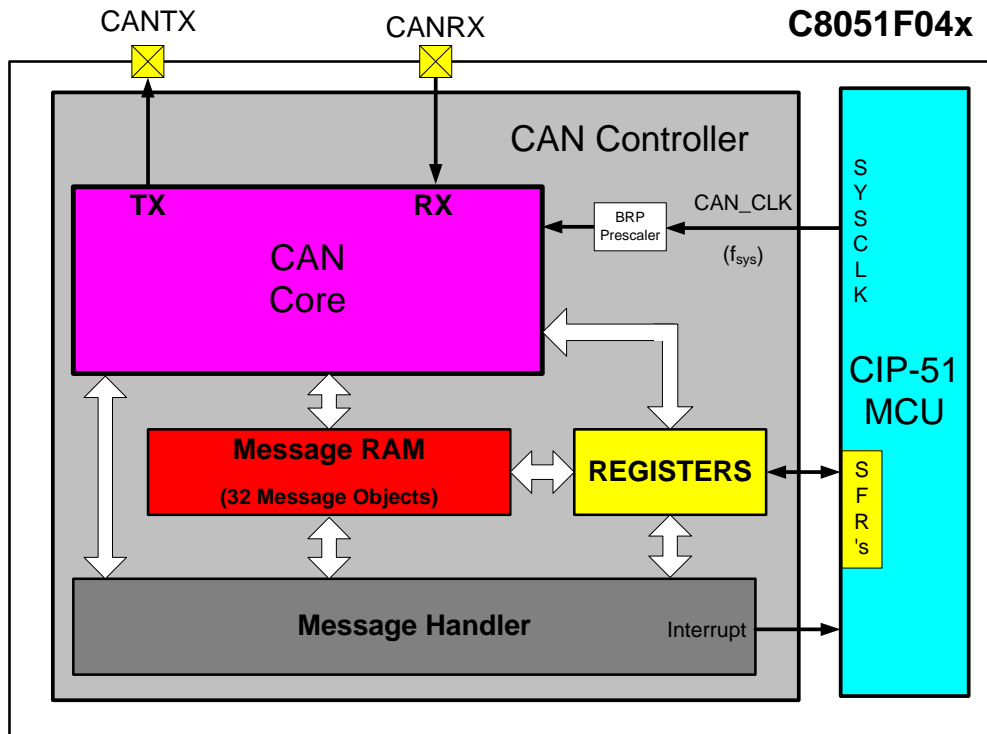 C8051F04x
CANTX
CANRX
CAN Controller
TX
RX
CAN_CLK
BRP
Prescaler
(fsys)
CAN
Core
S
Y
S
C
L
K
CIP-51
MCU
Message RAM
(32 Message Objects)
REGISTERS
S
F
R
's
Message Handler
Interrupt